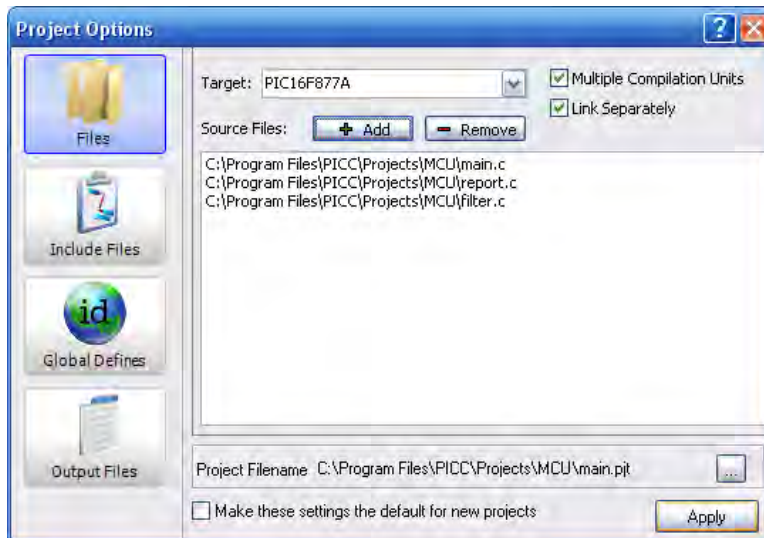 Project Options
Files
Include Files
id
Global Defines
Output Files
Target: PIC16F877A
Multiple Compilation Units
Link Separately
Source Files: Add Remove
C:\Program Files\PICC\Projects\MCU\main.c
C:\Program Files\PICC\Projects\MCU\report.c
C:\Program Files\PICC\Projects\MCU\filter.c
Project Filename C:\Program Files\PICC\Projects\MCU\main.pjt ...
Make these settings the default for new projects
Apply